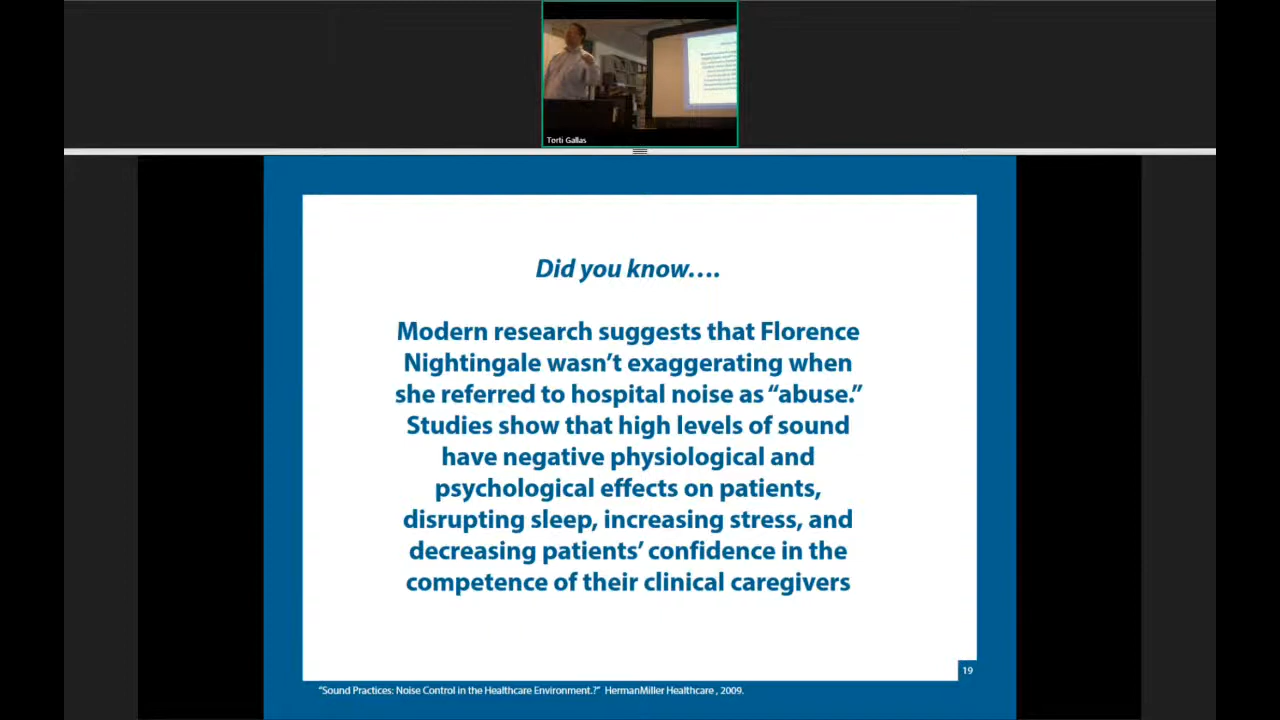 Torti Gallas
Did you know….
Modern research suggests that Florence
Nightingale wasn’t exaggerating when
she referred to hospital noise as “abuse.”
Studies show that high levels of sound
have negative physiological and
psychological effects on patients,
disrupting sleep, increasing stress, and
decreasing patients’ confidence in the
competence of their clinical caregivers
19
“Sound Practices: Noise Control in the Healthcare Environment.?” HermanMiller Healthcare , 2009.